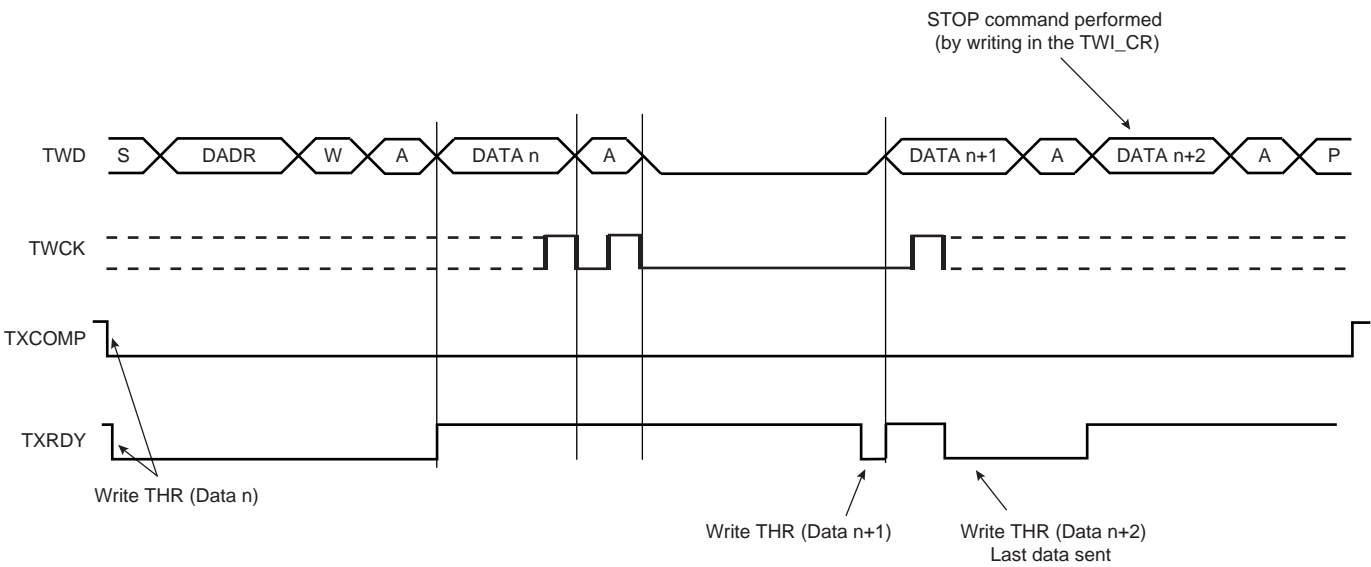 STOP command performed
(by writing in the TWI_CR)
TWD S DADR W A DATA n A DATA n+1 A DATA n+2 A P
TWCK
TXCOMP
TXRDY
Write THR (Data n)
Write THR (Data n+1)
Write THR (Data n+2)
Last data sent